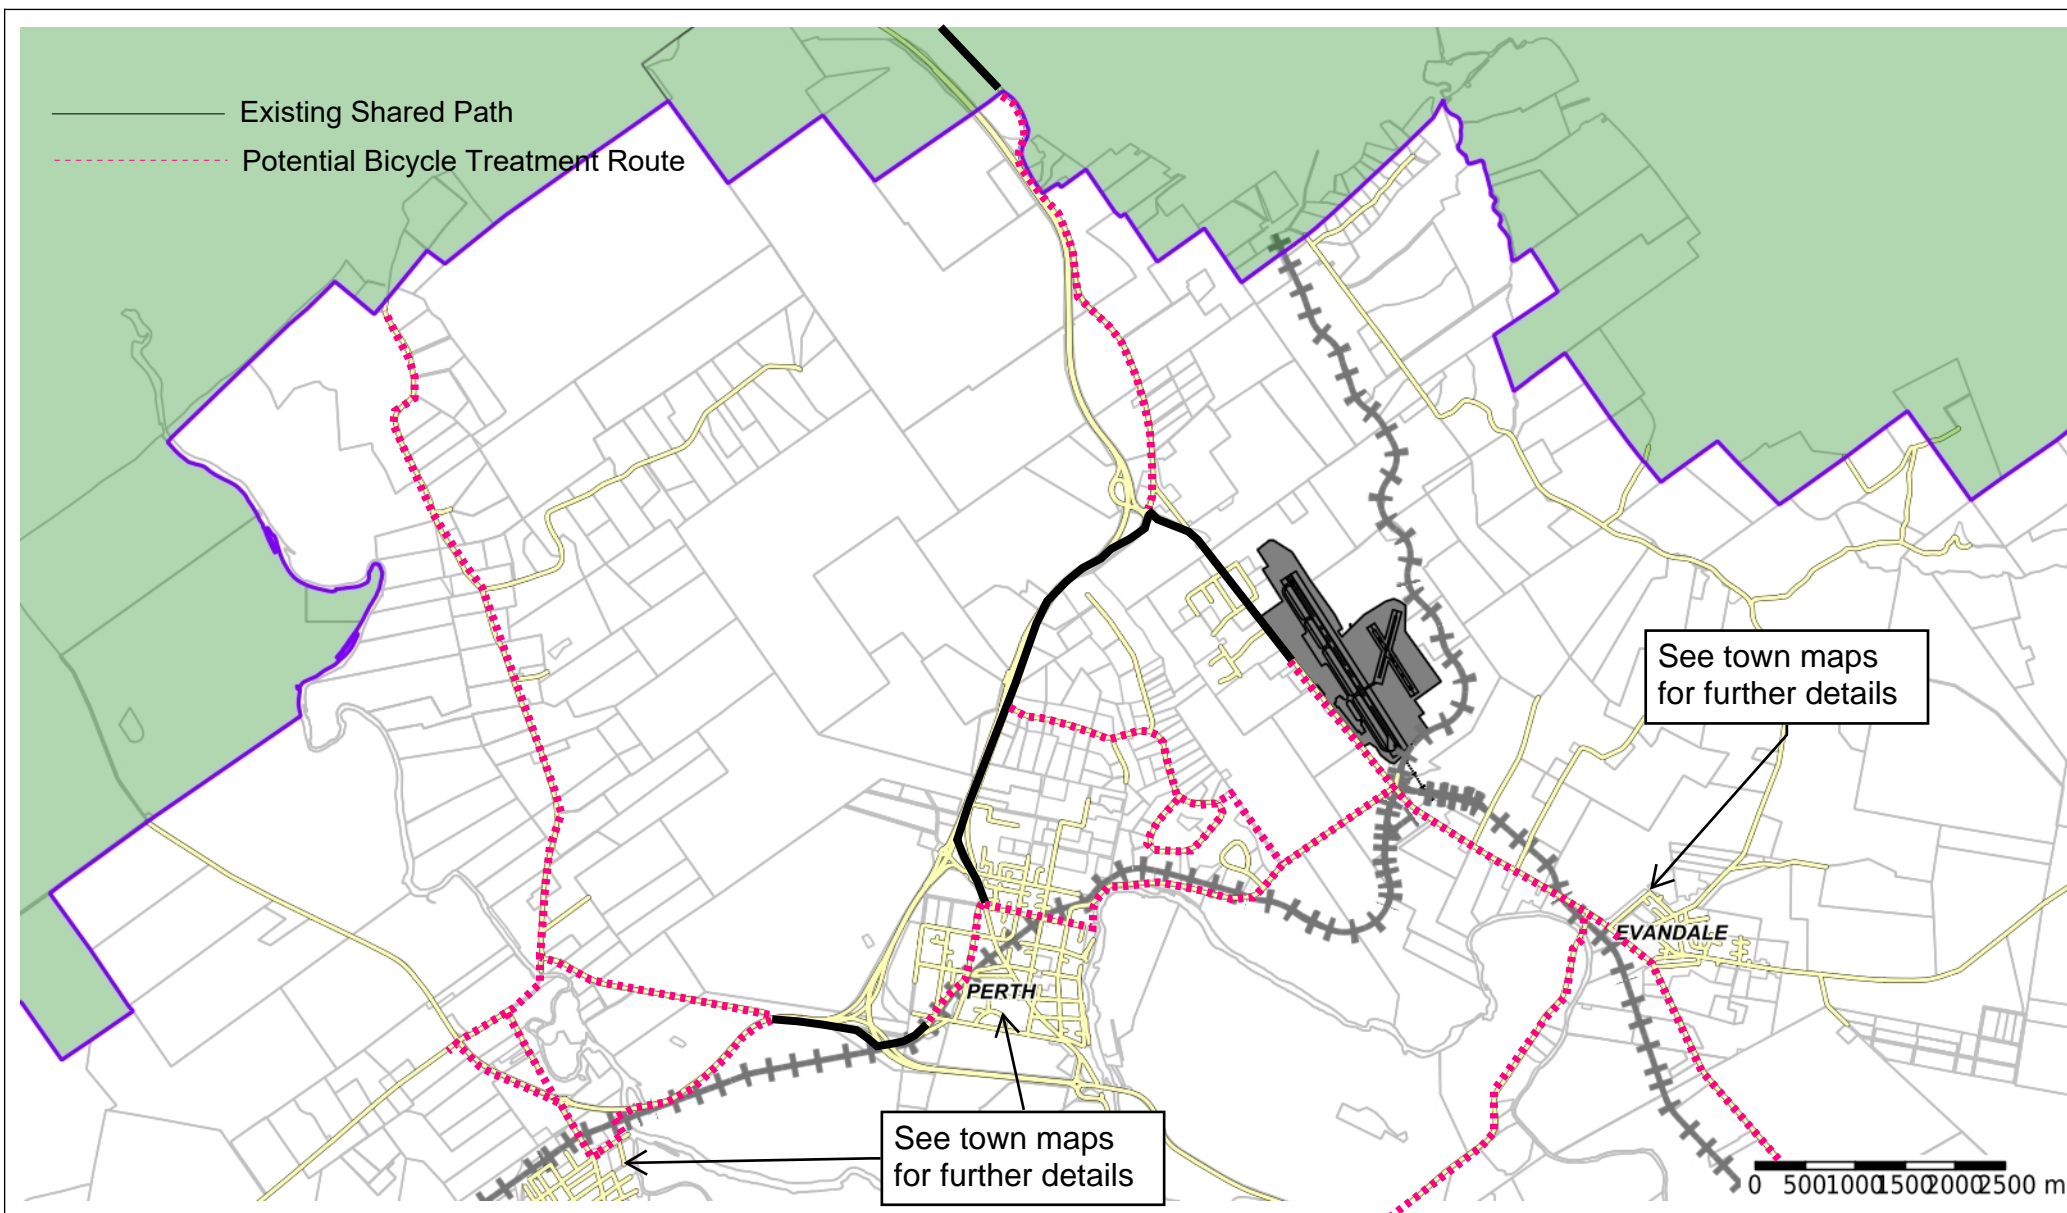 Existing Shared Path
Potential Bicycle Treatment Route
See town maps
for further details
EVANDALE
PERTH
See town maps
for further details
0 500 1000 1500 2000 2500 m